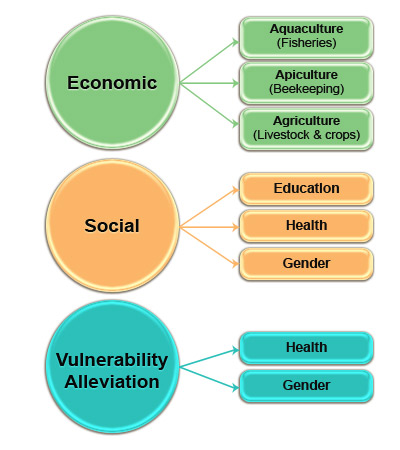 Economic
Aquaculture
(Fisheries)
Apiculture
(Beekeeping)
Agriculture
(Livestock & crops)
Social
Education
Health
Gender
Vulnerability
Alleviation
Health
Gender